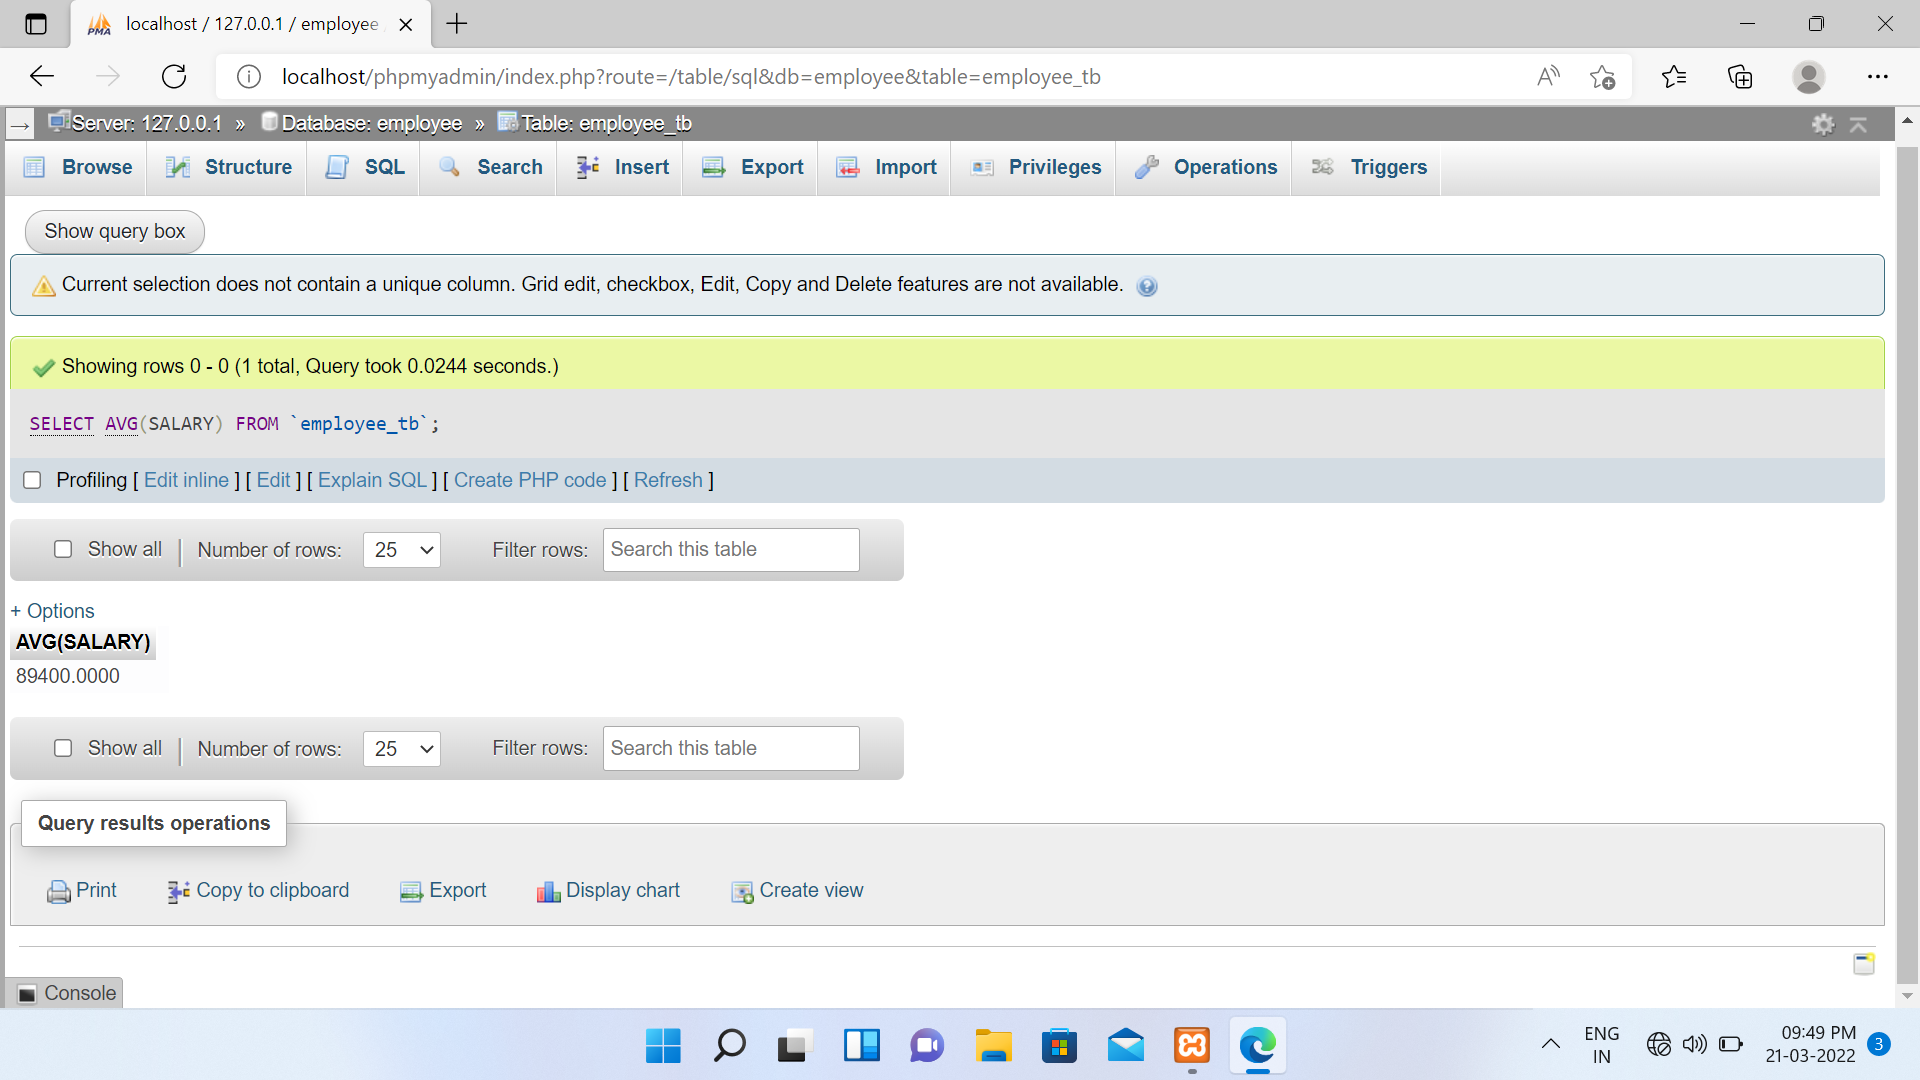 localhost / 127.0.0.1 / employee
localhost/phpmyadmin/index.php?route=/table/sql&db=employee&table=employee_tb
Server: 127.0.0.1 » Database: employee » Table: employee_tb
Browse Structure SQL Search Insert Export Import Privileges Operations Triggers
Show query box
Current selection does not contain a unique column. Grid edit, checkbox, Edit, Copy and Delete features are not available.
Showing rows 0 - 0 (1 total, Query took 0.0244 seconds.)
SELECT AVG(SALARY) FROM `employee_tb`;
Profiling [ Edit inline ] [ Edit ] [ Explain SQL ] [ Create PHP code ] [ Refresh ]
Show all Number of rows: 25 Filter rows: Search this table
+ Options
AVG(SALARY)
89400.0000
Show all Number of rows: 25 Filter rows: Search this table
Query results operations
Print Copy to clipboard Export Display chart Create view
Console
ENG
IN
09:49 PM
21-03-2022
3
PMA